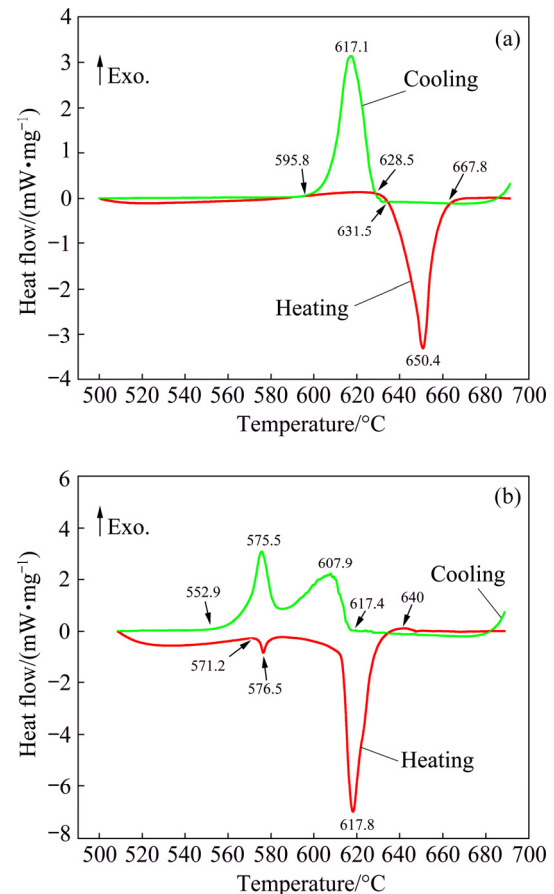 (a)
Exo.
617.1
Cooling
595.8
628.5
667.8
631.5
Heating
650.4
4
3
2
1
0
−1
−2
−3
−4
Heat flow/(mW•mg⁻¹)
500 520 540 560 580 600 620 640 660 680 700
Temperature/°C
(b)
Exo.
575.5
607.9
552.9
617.4
640
Cooling
571.2
576.5
Heating
617.8
6
4
2
0
−2
−4
−6
−8
Heat flow/(mW•mg⁻¹)
500 520 540 560 580 600 620 640 660 680 700
Temperature/°C